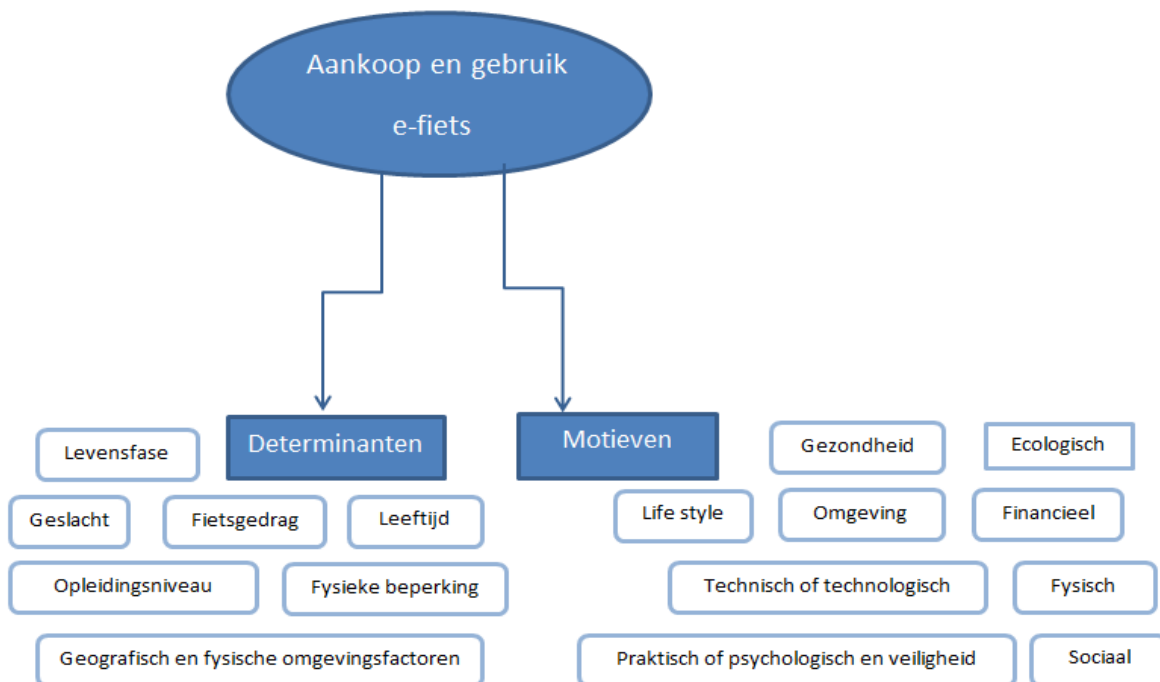 Aankoop en gebruik
e-fiets
Determinanten
Motieven
Levensfase
Geslacht
Fietsgedrag
Leeftijd
Opleidingsniveau
Fysieke beperking
Geografisch en fysische omgevingsfactoren
Gezondheid
Ecologisch
Life style
Omgeving
Financieel
Technisch of technologisch
Fysisch
Praktisch of psychologisch en veiligheid
Sociaal